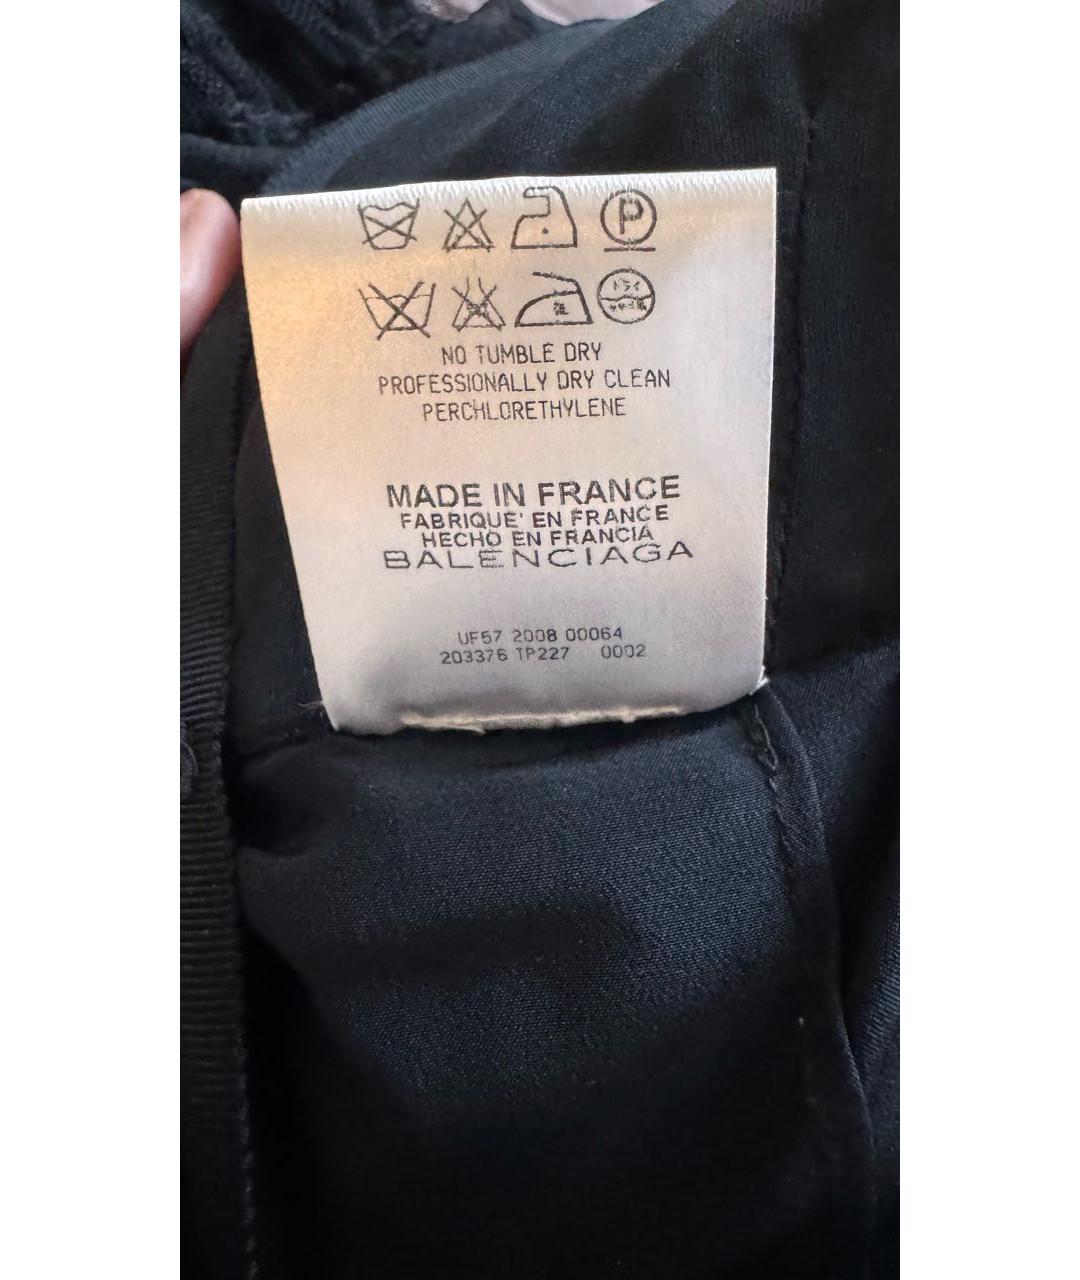 P
NO TUMBLE DRY
PROFESSIONALLY DRY CLEAN
PERCHLORETHYLENE
MADE IN FRANCE
FABRIQUE' EN FRANCE
HECHO EN FRANCIA
BALENCIAGA
UF57 2008 00064
203376 TP227 0002